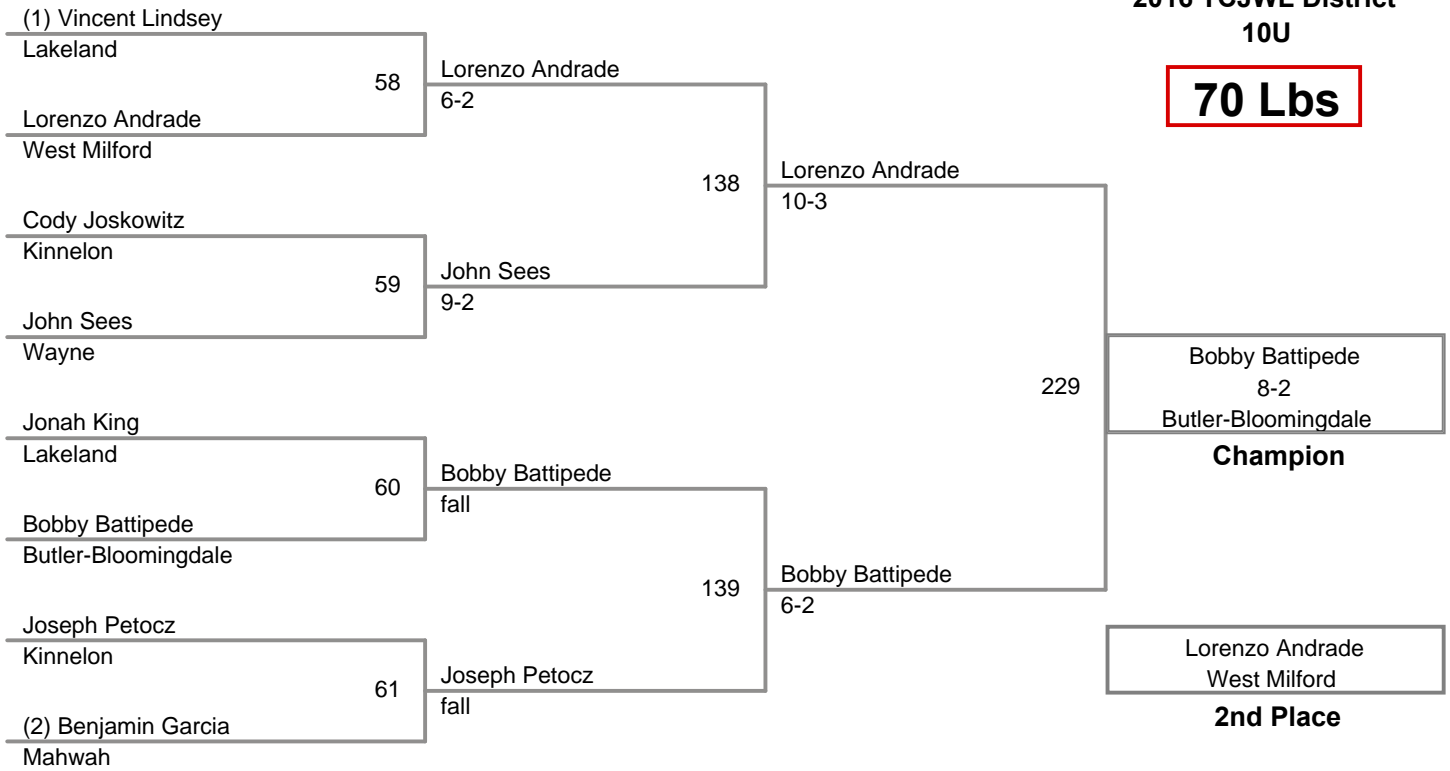 2016 TCJWL District
10U
70 Lbs
(1) Vincent Lindsey
Lakeland
58
Lorenzo Andrade
6-2
Lorenzo Andrade
West Milford
138
Lorenzo Andrade
10-3
Cody Joskowitz
Kinnelon
59
John Sees
9-2
John Sees
Wayne
229
Bobby Battipede
8-2
Butler-Bloomingdale
Champion
Jonah King
Lakeland
60
Bobby Battipede
fall
Bobby Battipede
Butler-Bloomingdale
139
Bobby Battipede
6-2
Joseph Petocz
Kinnelon
61
Joseph Petocz
fall
(2) Benjamin Garcia
Mahwah
Lorenzo Andrade
West Milford
2nd Place